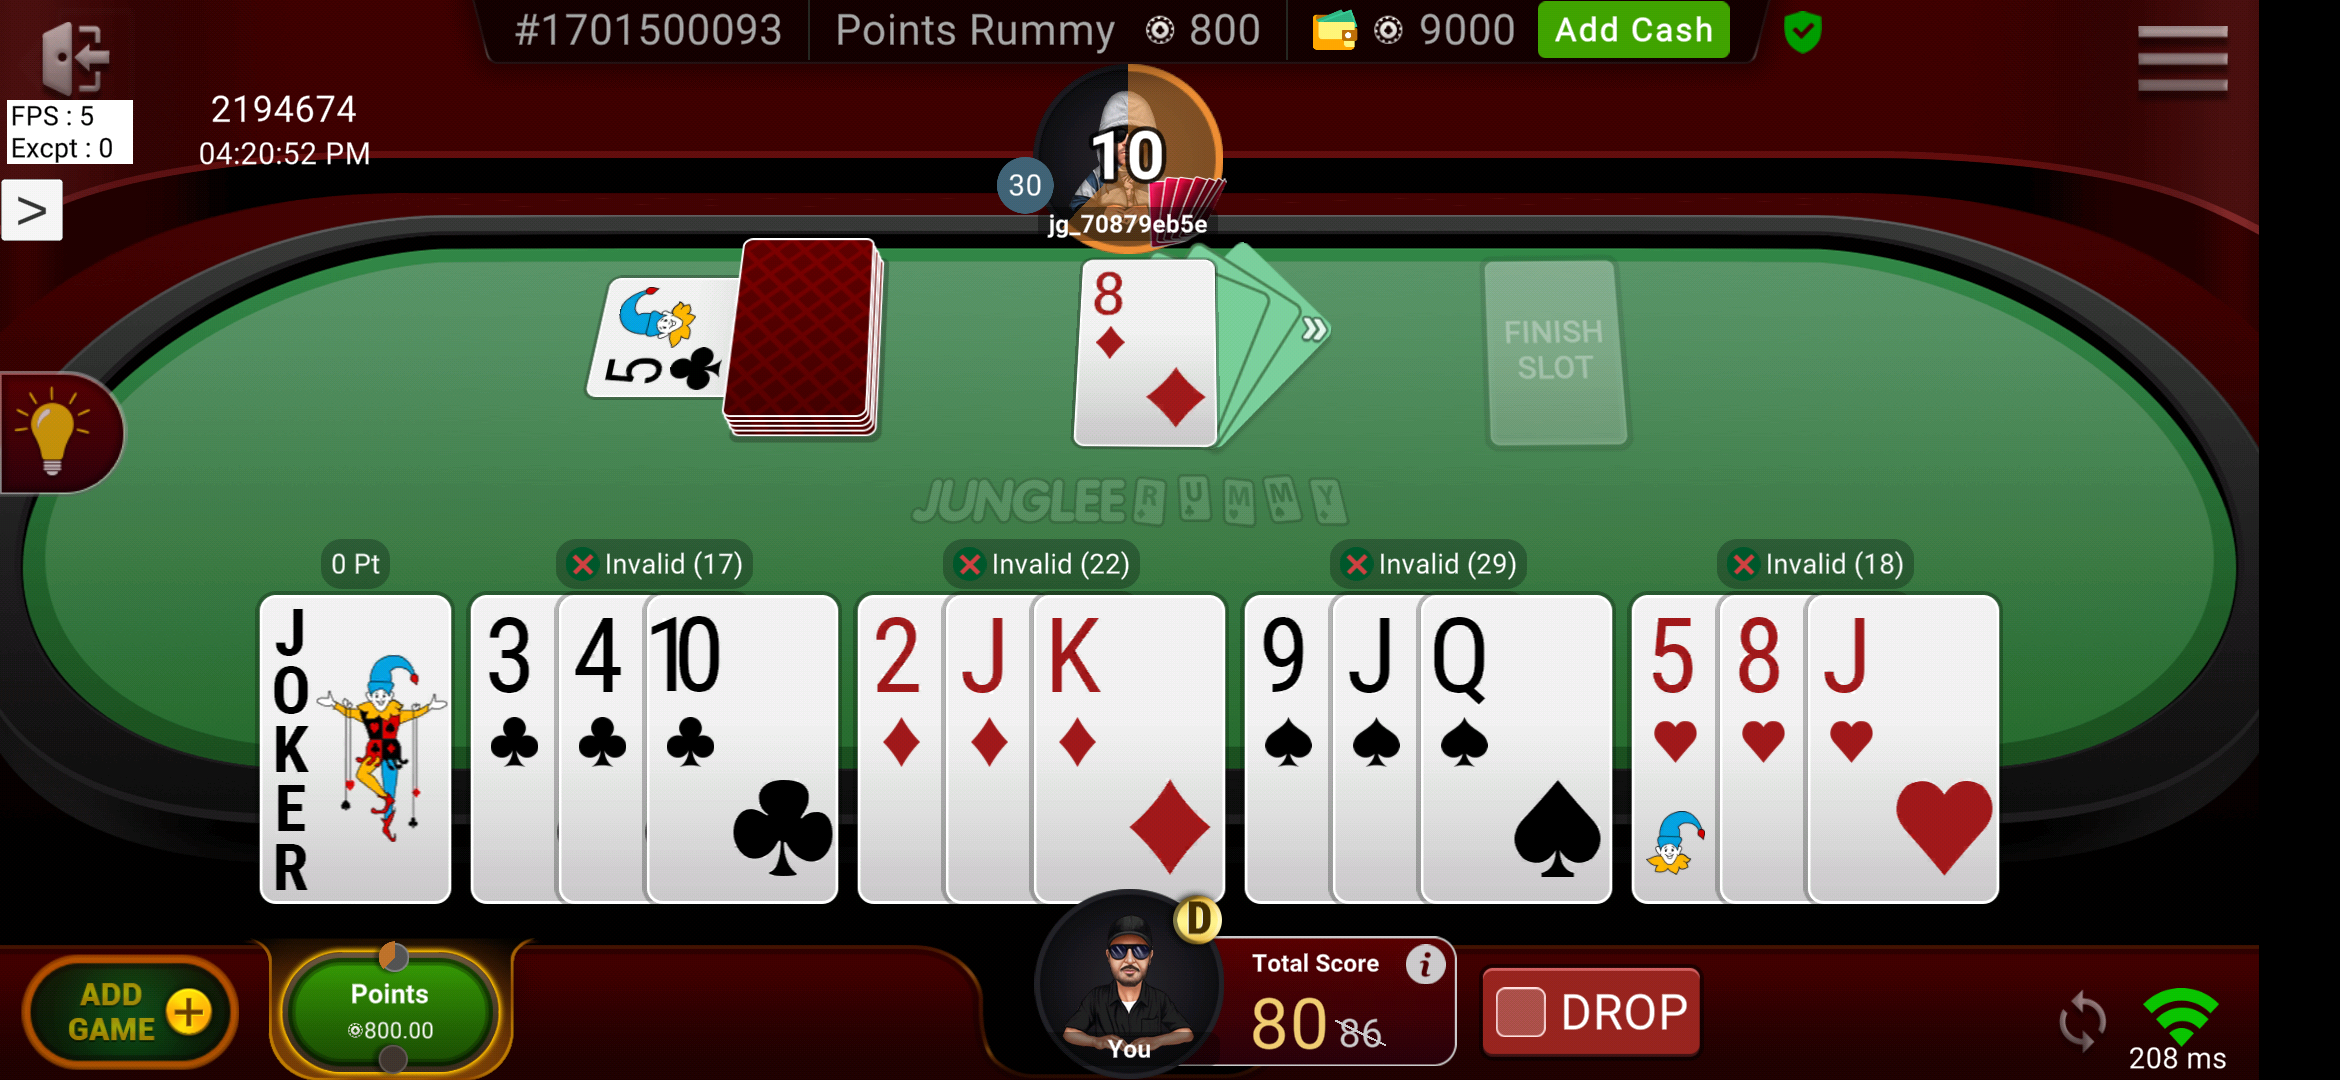 #1701500093
Points Rummy 800
9000
Add Cash
FPS : 5
Excpt : 0
2194674
04:20:52 PM
>
10
30
jg_70879eb5e
5
8
FINISH
SLOT
JUNGLEE RUMMY
0 Pt
Invalid (17)
Invalid (22)
Invalid (29)
Invalid (18)
JOKER
3 4 10
2 J K
9 J Q
5 8 J
D
You
Total Score
i
80 86
DROP
ADD
GAME
Points
800.00
208 ms